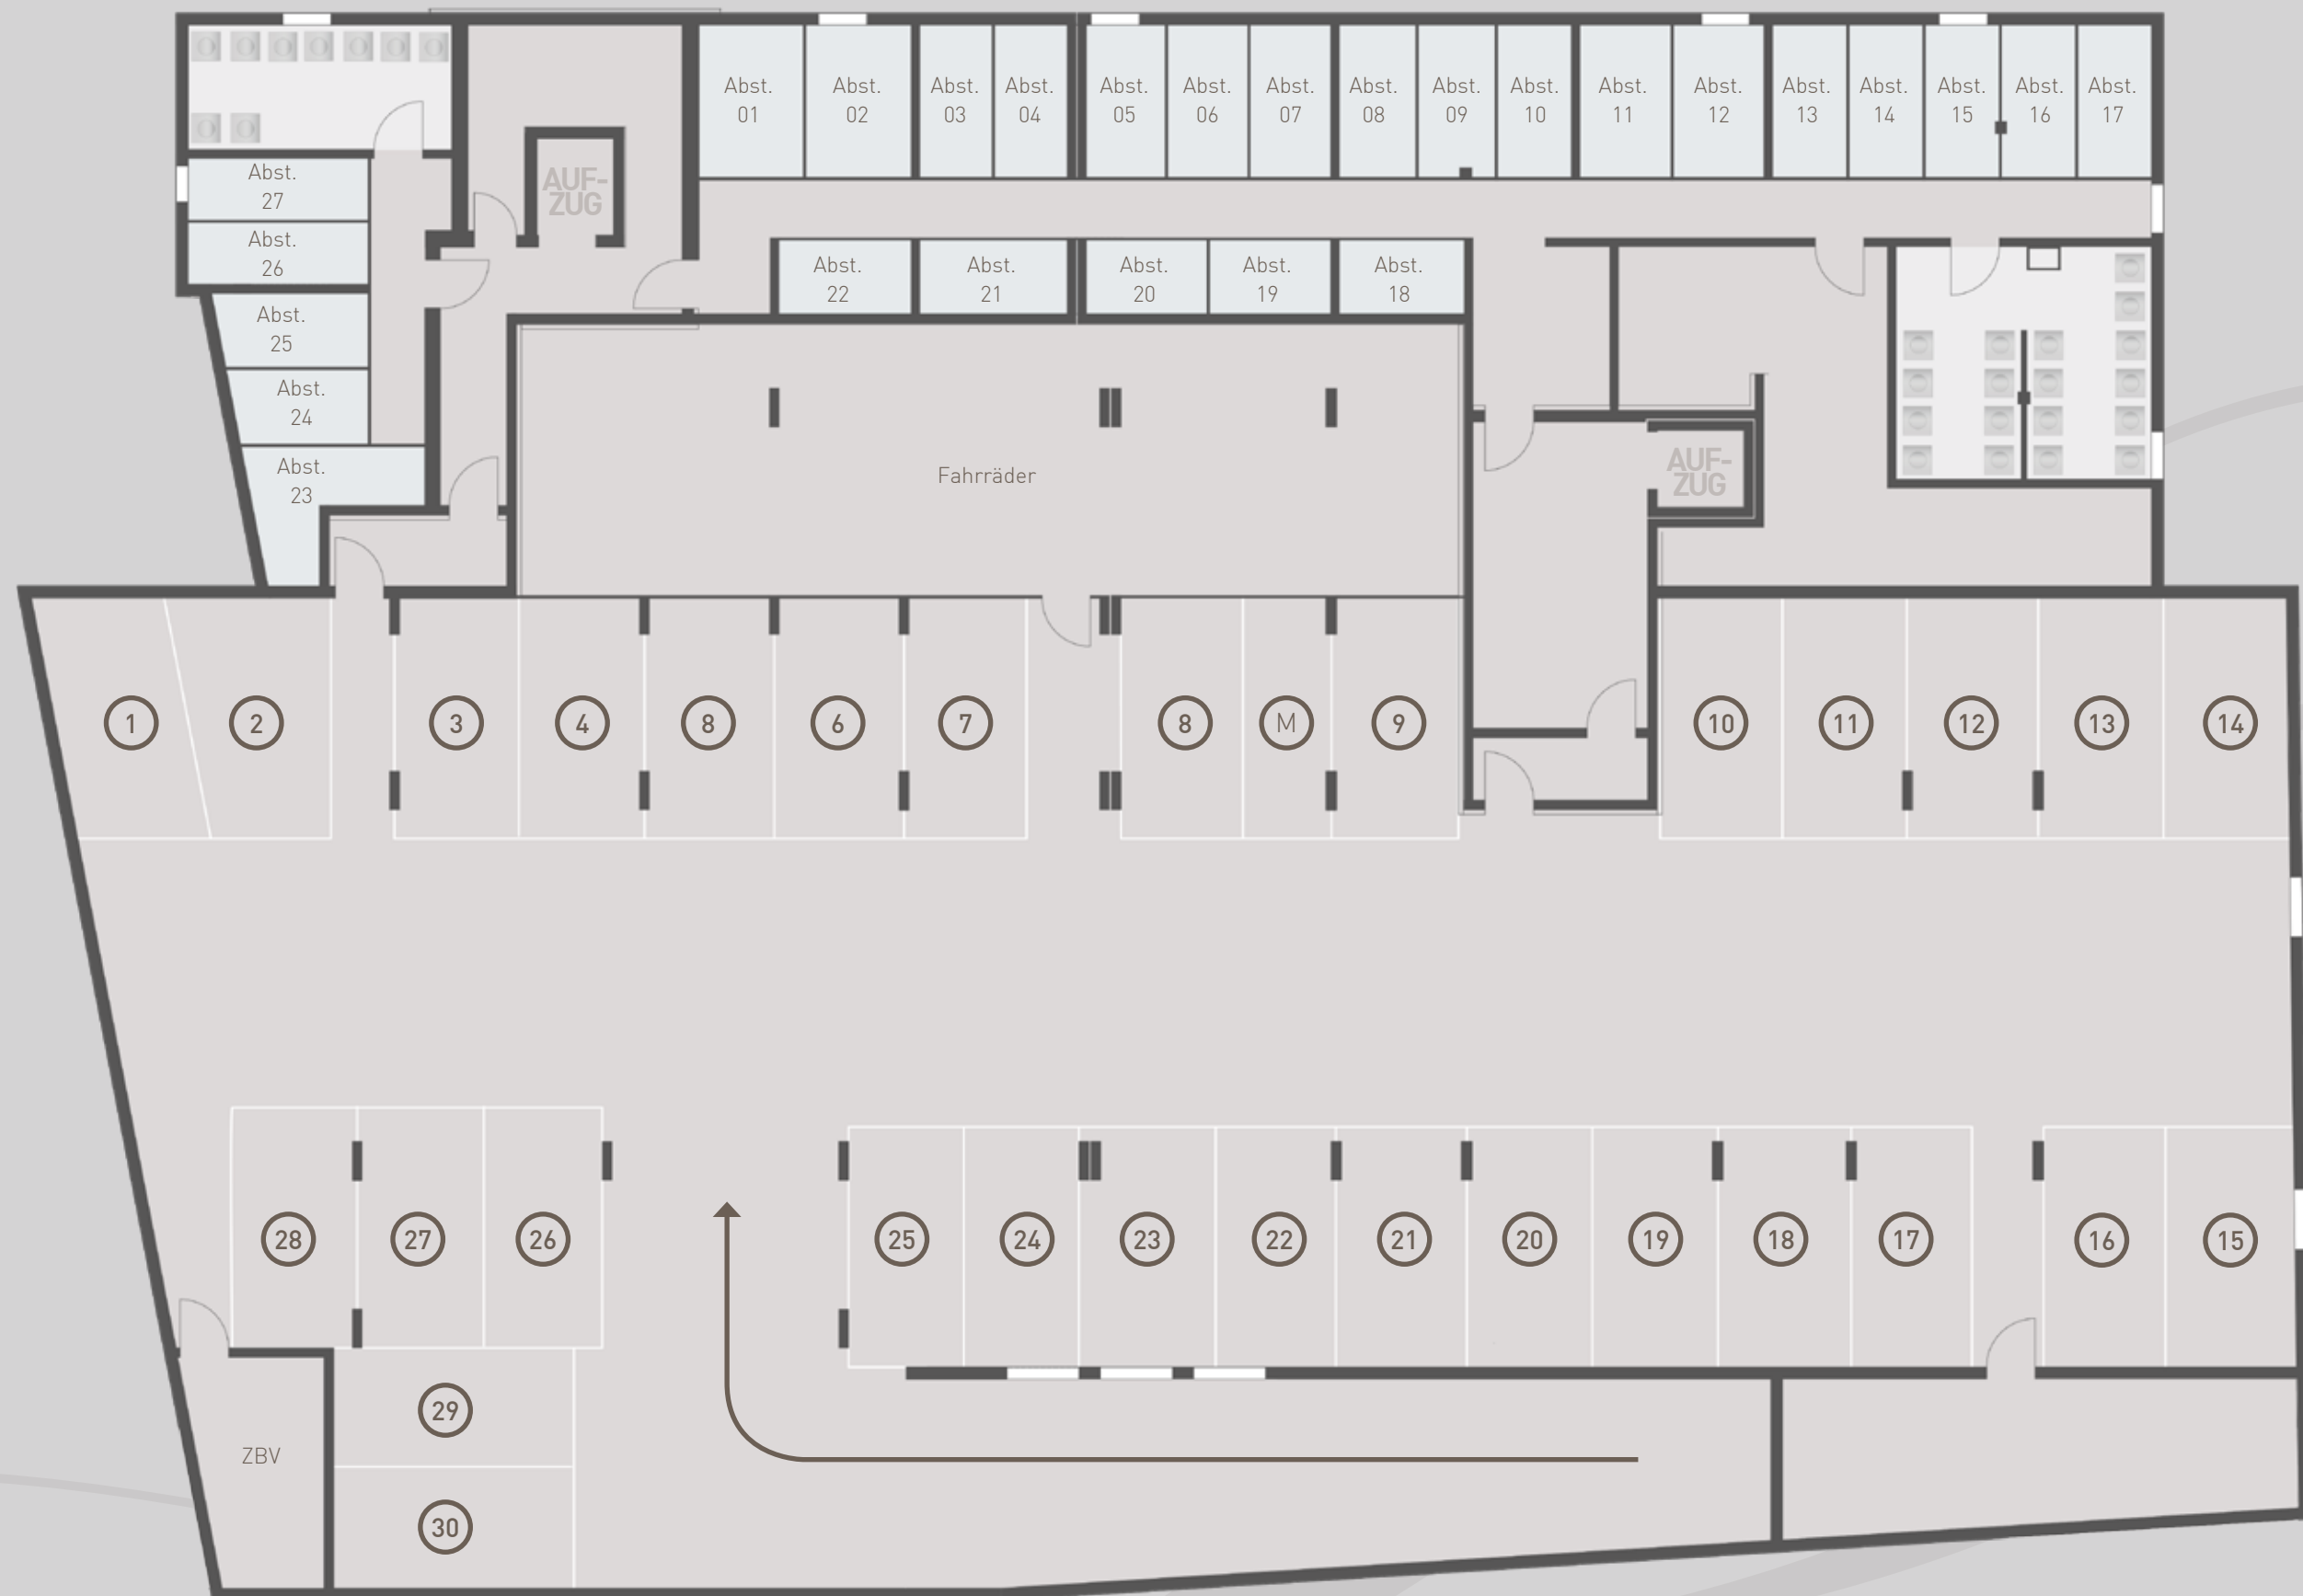 Abst.
01
Abst.
02
Abst.
03
Abst.
04
Abst.
05
Abst.
06
Abst.
07
Abst.
08
Abst.
09
Abst.
10
Abst.
11
Abst.
12
Abst.
13
Abst.
14
Abst.
15
Abst.
16
Abst.
17
Abst.
27
AUF-
ZUG
Abst.
26
Abst.
22
Abst.
21
Abst.
20
Abst.
19
Abst.
18
Abst.
25
Abst.
24
Abst.
23
Fahrräder
AUF-
ZUG
1
2
3
4
8
6
7
8
M
9
10
11
12
13
14
28
27
26
25
24
23
22
21
20
19
18
17
16
15
29
ZBV
30